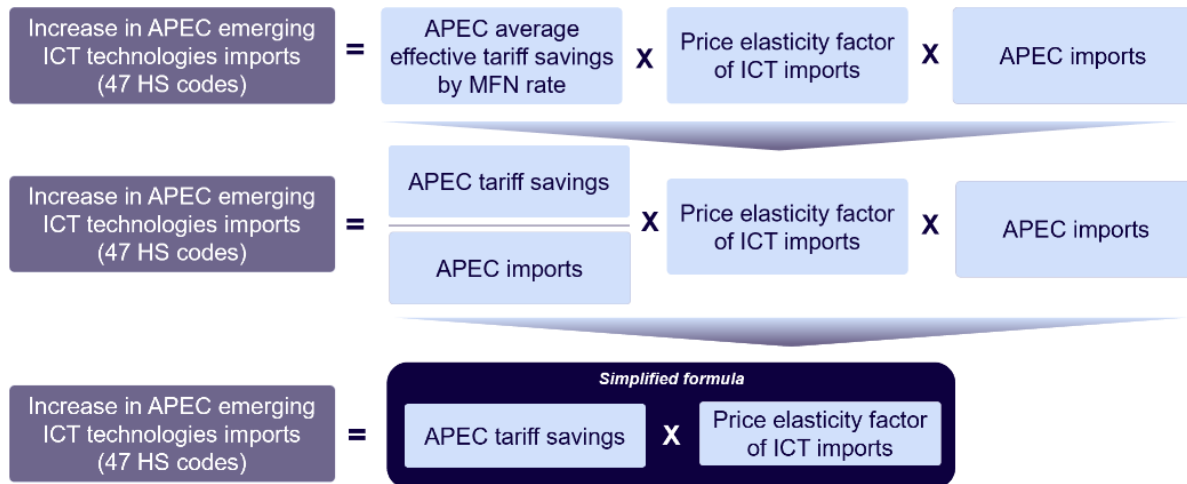 Increase in APEC emerging
ICT technologies imports
(47 HS codes)
=
APEC average
effective tariff savings
by MFN rate
X
Price elasticity factor
of ICT imports
X
APEC imports
Increase in APEC emerging
ICT technologies imports
(47 HS codes)
=
APEC tariff savings
APEC imports
X
Price elasticity factor
of ICT imports
X
APEC imports
Simplified formula
Increase in APEC emerging
ICT technologies imports
(47 HS codes)
=
APEC tariff savings
X
Price elasticity factor
of ICT imports